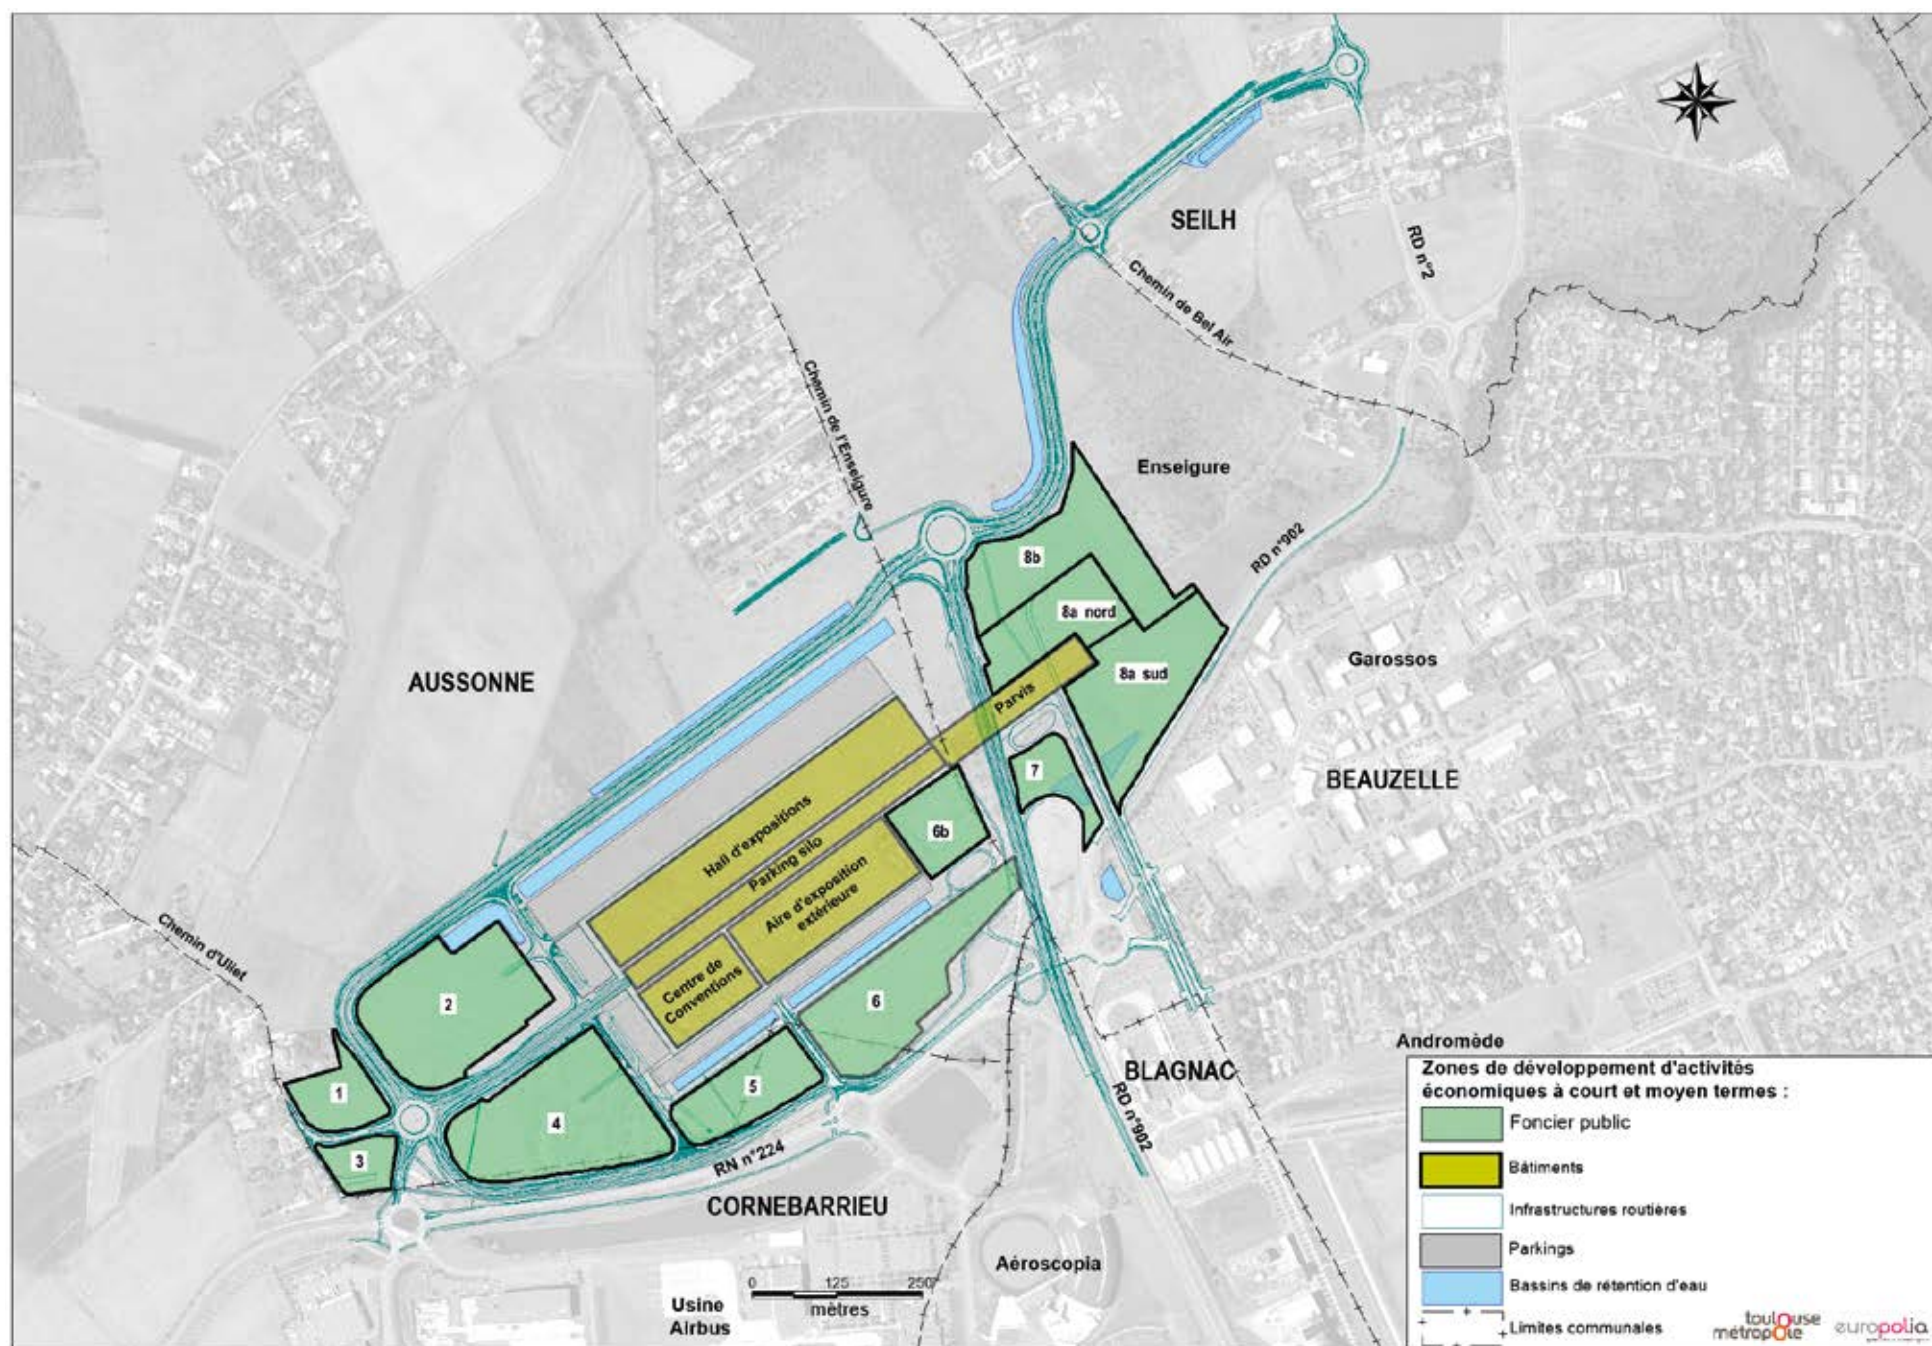 SEILH
RD n°2
Chemin de Bel Air
Chemin de l'Enseigure
Enseigure
RD n°902
8b
8a nord
8a sud
Garossos
AUSSONNE
Parvis
BEAUZELLE
7
Hall d'expositions
Parking silo
6b
Aire d'exposition
extérieure
Chemin d'Uliet
Centre de
Conventions
2
6
1
5
4
3
BLAGNAC
RD n°902
RN n°224
CORNEBARRIEU
Aéroscopia
0 125 250
mètres
Usine
Airbus
Andromède
Zones de développement d'activités
économiques à court et moyen termes :
Foncier public
Bâtiments
Infrastructures routières
Parkings
Bassins de rétention d'eau
Limites communales
toulouse
métropole
europolia